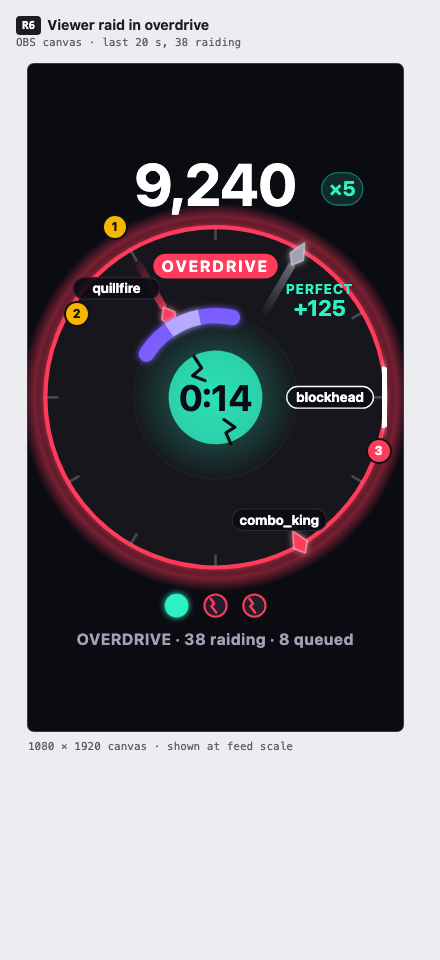 R6 Viewer raid in overdrive
OBS canvas · last 20 s, 38 raiding
9,240 ×5
1
OVERDRIVE
quillfire
PERFECT
+125
2
0:14
blockhead
3
combo_king
OVERDRIVE · 38 raiding · 8 queued
1080 × 1920 canvas · shown at feed scale